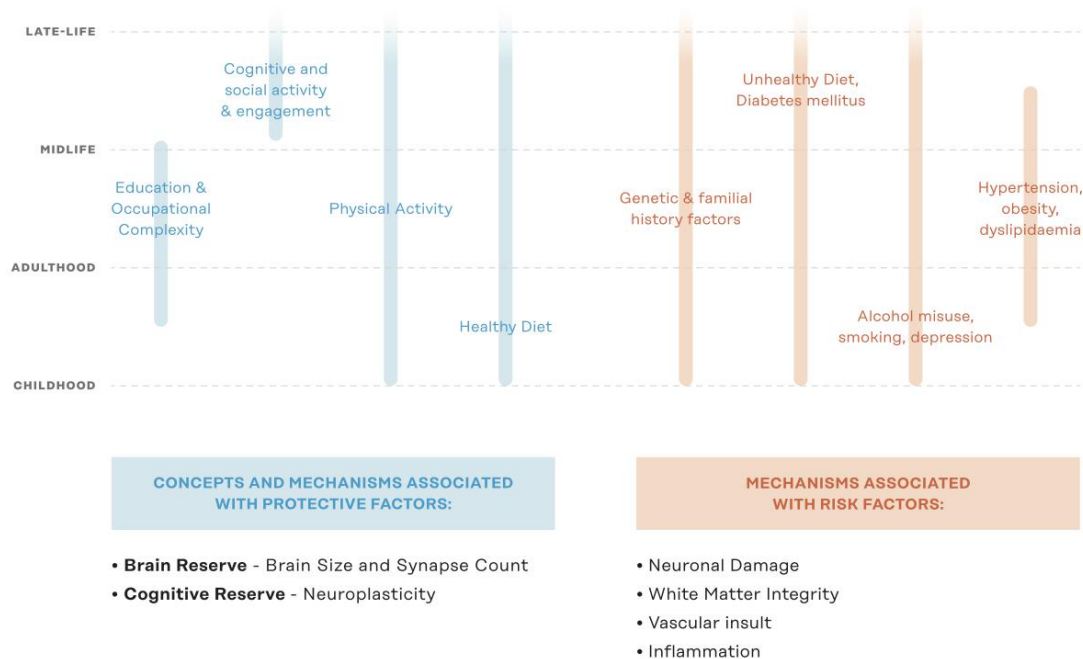 LATE-LIFE
Cognitive and
social activity
& engagement
Unhealthy Diet,
Diabetes mellitus
MIDLIFE
Education &
Occupational
Complexity
Physical Activity
Genetic & familial
history factors
Hypertension,
obesity,
dyslipidaemia
ADULTHOOD
Healthy Diet
Alcohol misuse,
smoking, depression
CHILDHOOD
CONCEPTS AND MECHANISMS ASSOCIATED
WITH PROTECTIVE FACTORS:
• Brain Reserve - Brain Size and Synapse Count
• Cognitive Reserve - Neuroplasticity
MECHANISMS ASSOCIATED
WITH RISK FACTORS:
• Neuronal Damage
• White Matter Integrity
• Vascular insult
• Inflammation